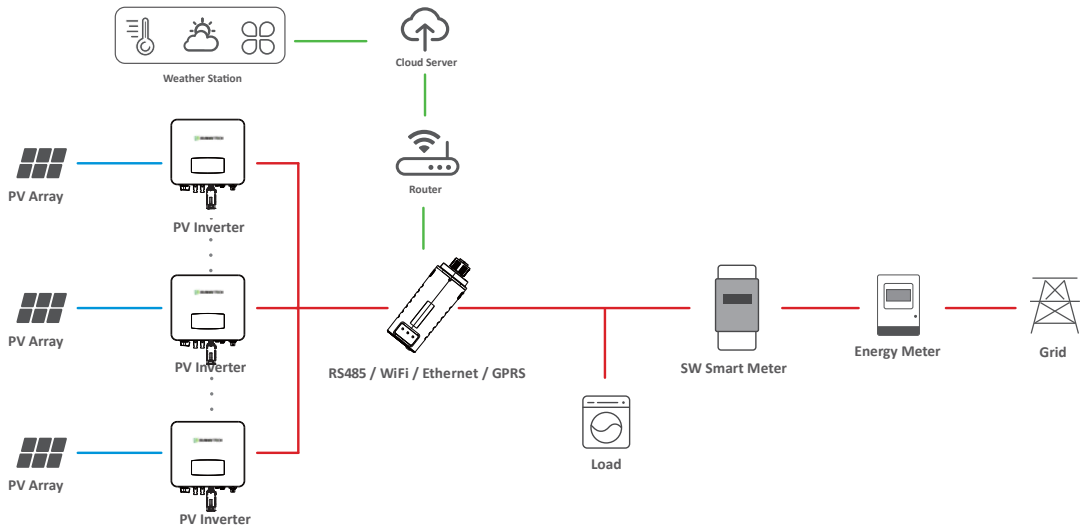 Weather Station
Cloud Server
Router
PV Array
PV Inverter
PV Array
PV Inverter
RS485 / WiFi / Ethernet / GPRS
SW Smart Meter
Energy Meter
Grid
Load
PV Array
PV Inverter